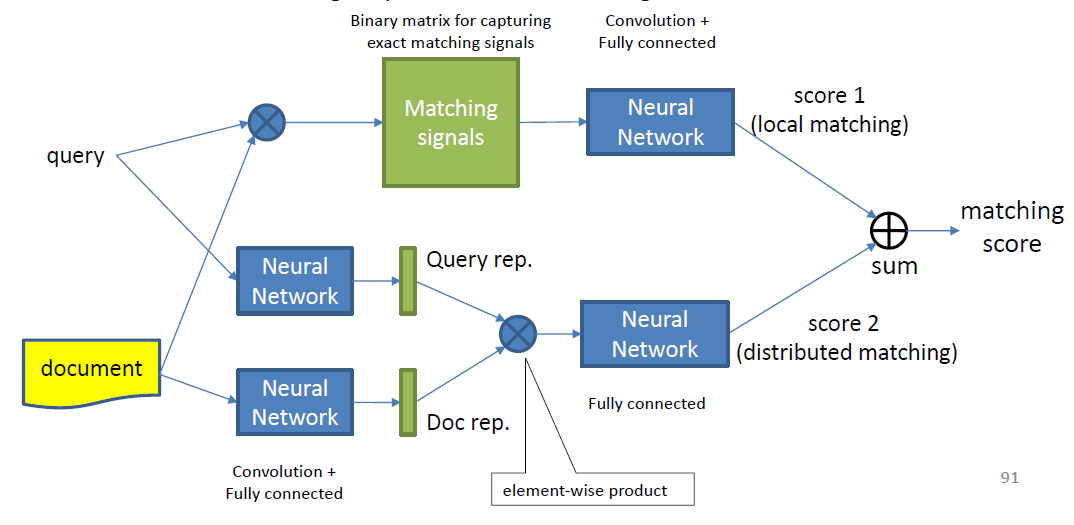 Binary matrix for capturing
exact matching signals
Convolution +
Fully connected
Matching
signals
Neural
Network
score 1
(local matching)
query
matching
score
sum
Neural
Network
Query rep.
Neural
Network
score 2
(distributed matching)
document
Neural
Network
Doc rep.
Fully connected
Convolution +
Fully connected
element-wise product
91